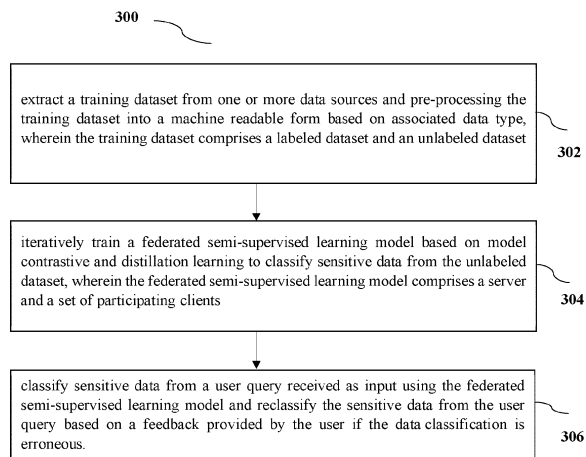 300
extract a training dataset from one or more data sources and pre-processing the
training dataset into a machine readable form based on associated data type,
wherein the training dataset comprises a labeled dataset and an unlabeled dataset
302
iteratively train a federated semi-supervised learning model based on model
contrastive and distillation learning to classify sensitive data from the unlabeled
dataset, wherein the federated semi-supervised learning model comprises a server
and a set of participating clients
304
classify sensitive data from a user query received as input using the federated
semi-supervised learning model and reclassify the sensitive data from the user
query based on a feedback provided by the user if the data classification is
erroneous.
306